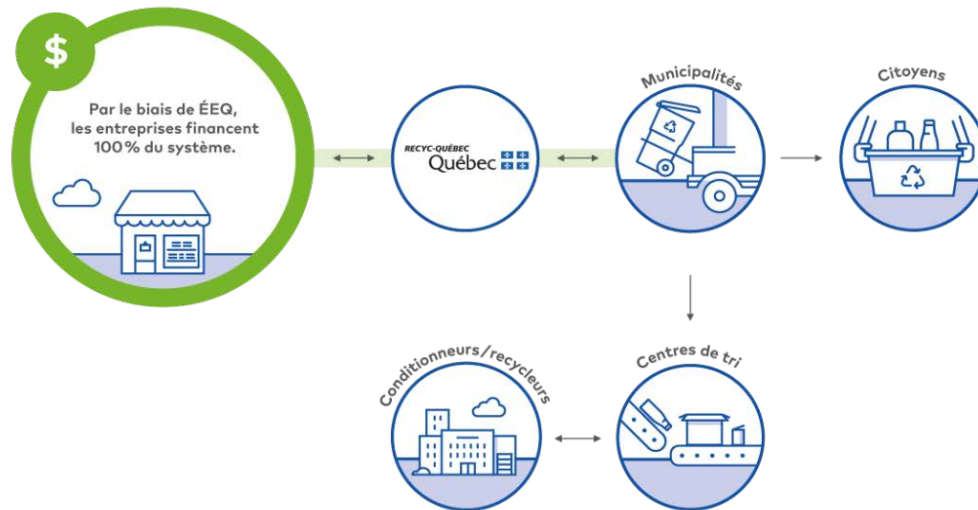 $
Par le biais de ÉEQ,
les entreprises financent
100% du système.
RECYC-QUÉBEC
Québec
Municipalités
Citoyens
Conditionneurs/recycleurs
Centres de tri